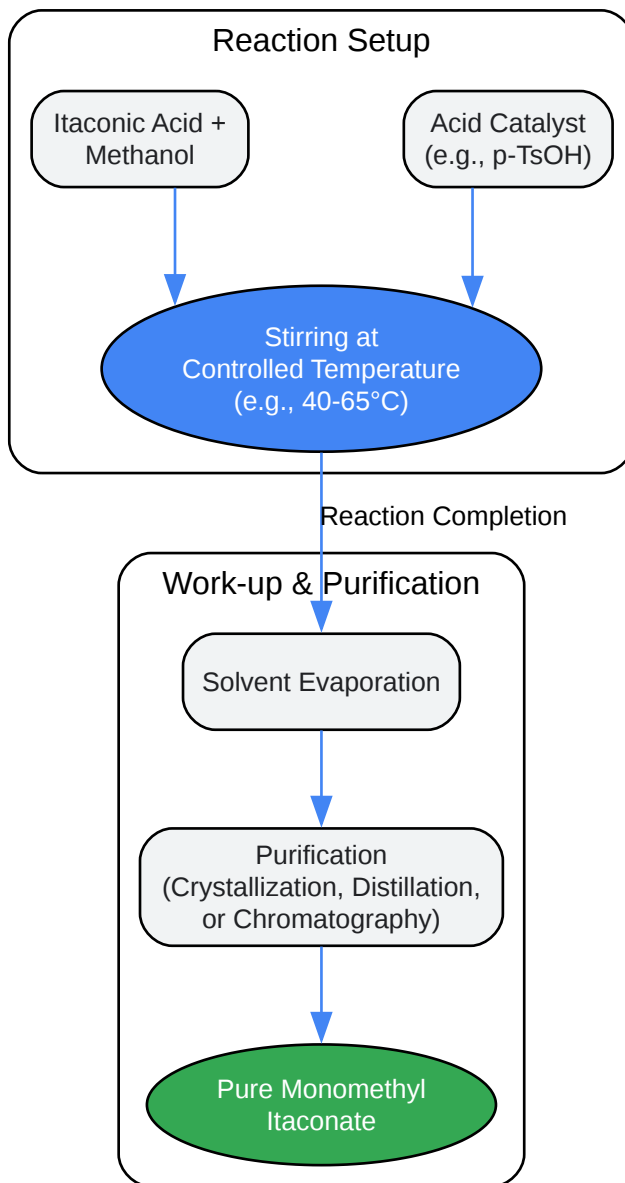 Reaction Setup
Itaconic Acid +
Methanol
Acid Catalyst
(e.g., p-TsOH)
Stirring at
Controlled Temperature
(e.g., 40-65°C)
Reaction Completion
Work-up & Purification
Solvent Evaporation
Purification
(Crystallization, Distillation,
or Chromatography)
Pure Monomethyl
Itaconate